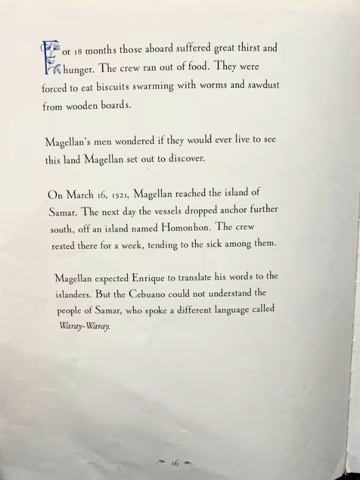 For 18 months those aboard suffered great thirst and
hunger. The crew ran out of food. They were
forced to eat biscuits swarming with worms and sawdust
from wooden boards.
Magellan's men wondered if they would ever live to see
this land Magellan set out to discover.
On March 16, 1521, Magellan reached the island of
Samar. The next day the vessels dropped anchor further
south, off an island named Homonhon. The crew
rested there for a week, tending to the sick among them.
Magellan expected Enrique to translate his words to the
islanders. But the Cebuano could not understand the
people of Samar, who spoke a different language called
Waray-Waray.
16